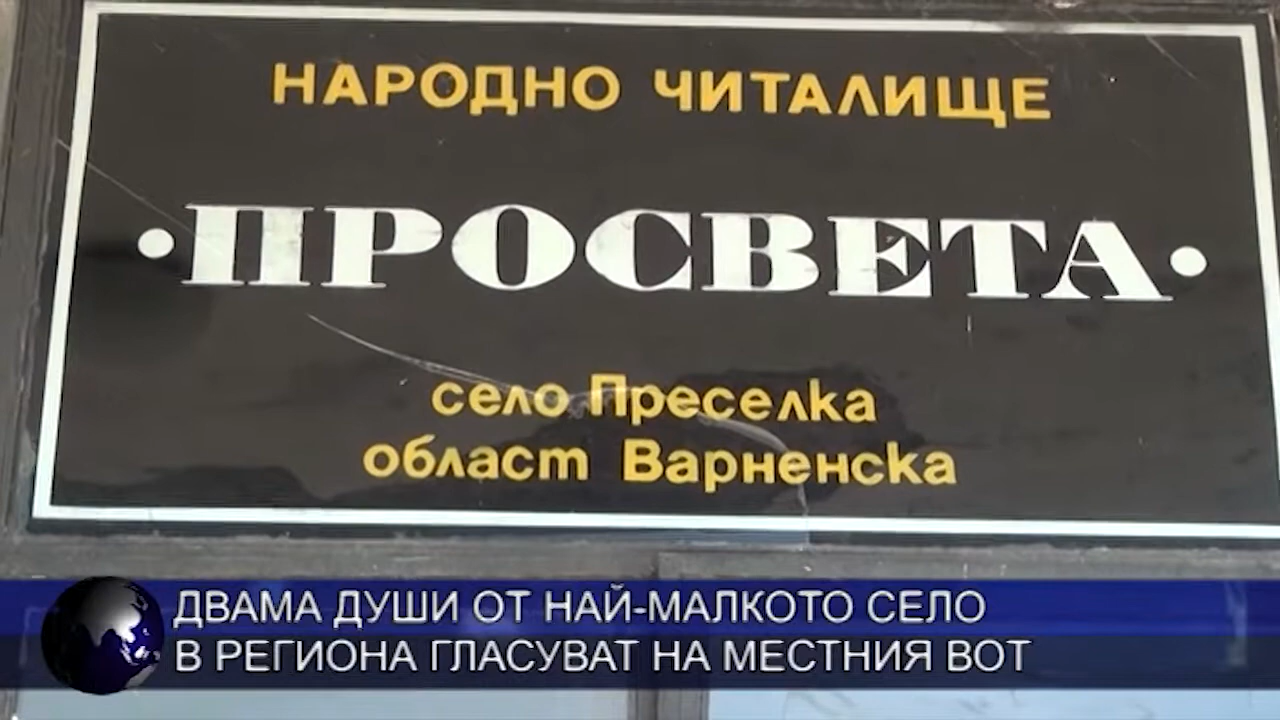 НАРОДНО ЧИТАЛИЩЕ
·ПРОСВЕТА·
село Преселка
област Варненска
ДВАМА ДУШИ ОТ НАЙ-МАЛКОТО СЕЛО
В РЕГИОНА ГЛАСУВАТ НА МЕСТНИЯ ВОТ